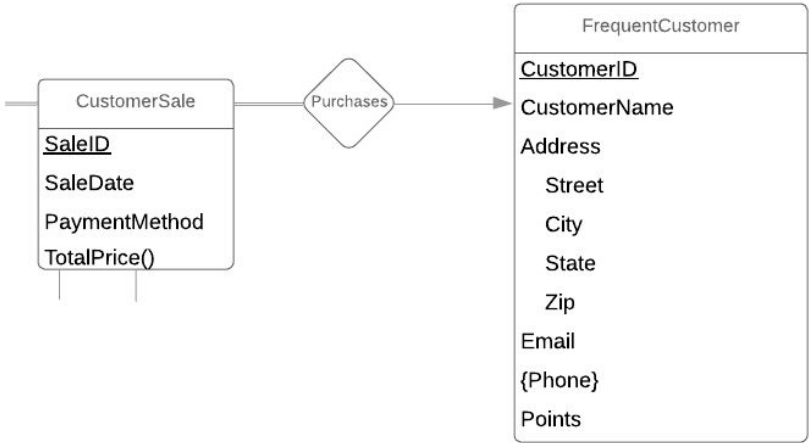 CustomerSale
SaleID
SaleDate
PaymentMethod
TotalPrice()
Purchases
FrequentCustomer
CustomerID
CustomerName
Address
Street
City
State
Zip
Email
{Phone}
Points